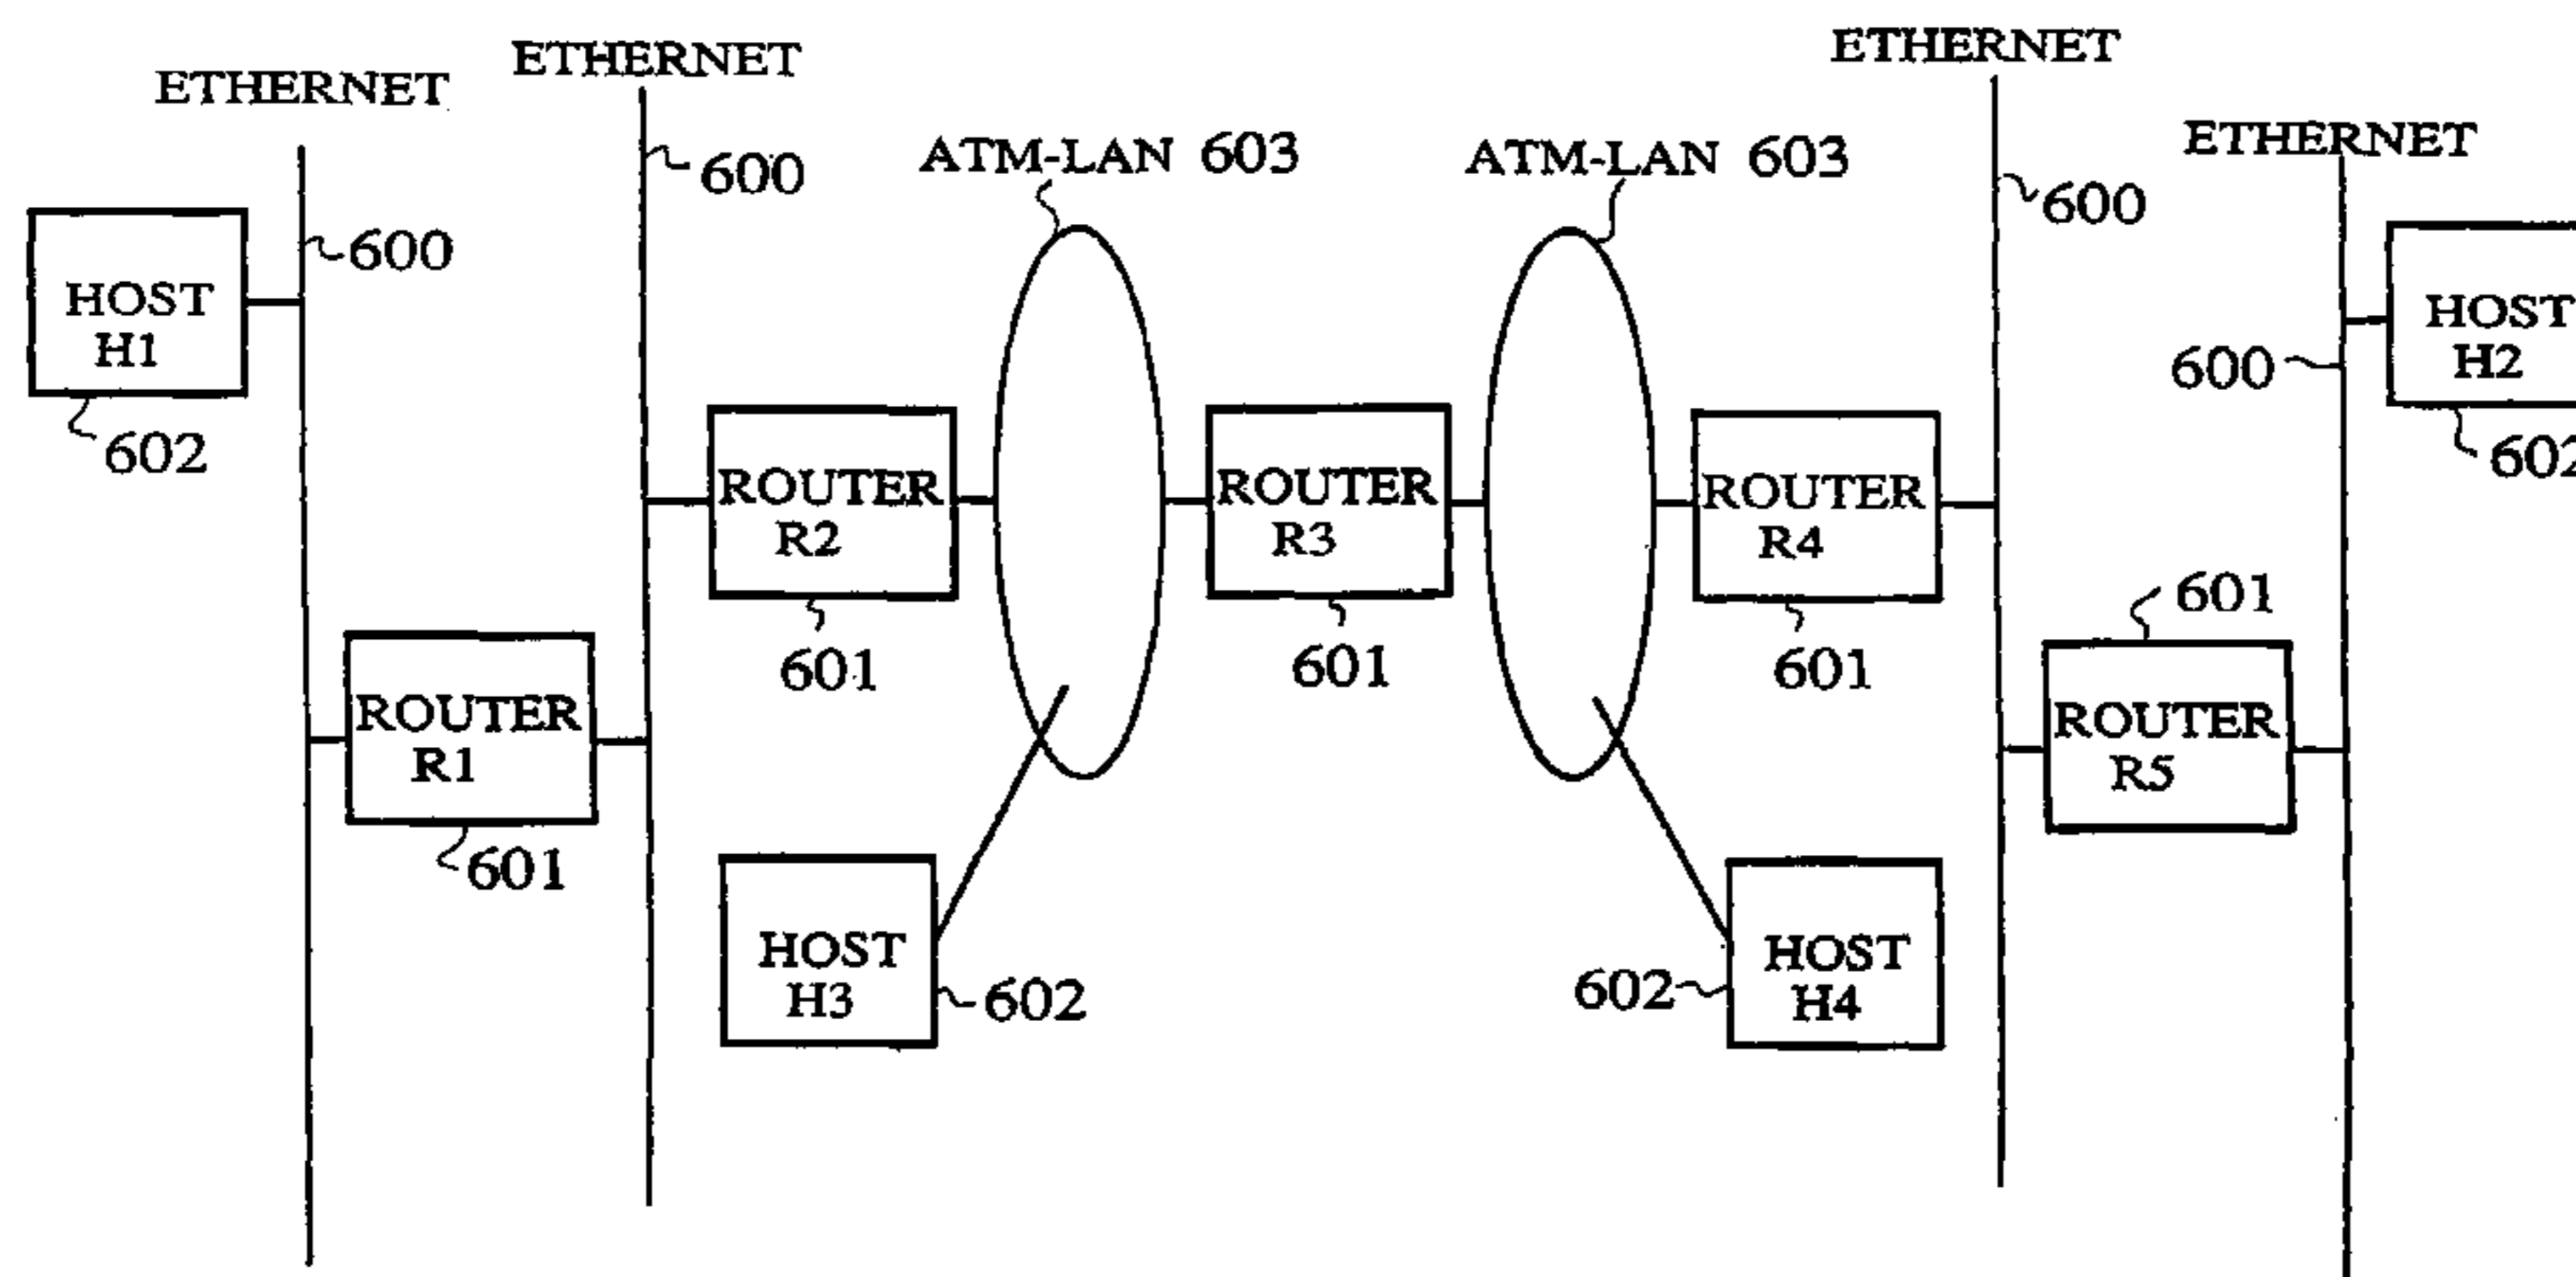 ETHERNET
ETHERNET
ETHERNET
ETHERNET
600
600
ATM-LAN 603
ATM-LAN 603
600
600
HOST
H1
602
HOST
H2
ROUTER
R2
601
ROUTER
R3
601
ROUTER
R4
601
ROUTER
R1
601
601
ROUTER
R5
HOST
H3
602
602
HOST
H4